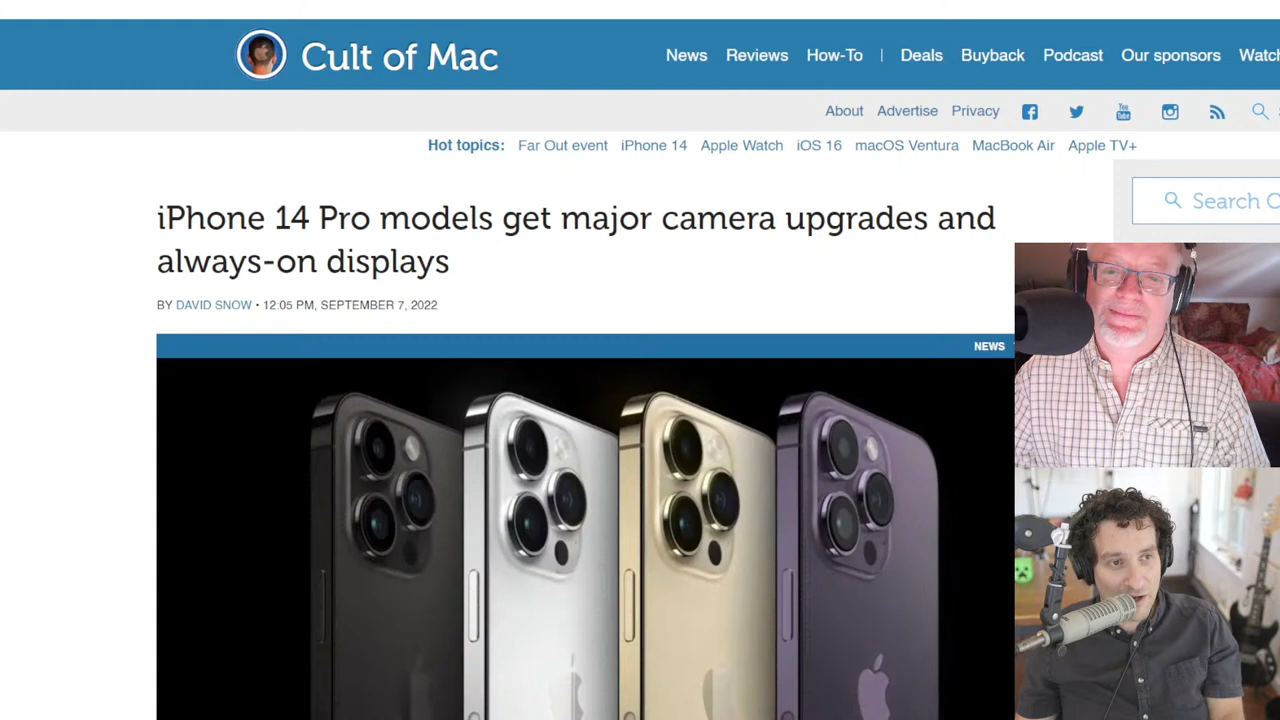 Cult of Mac
News Reviews How-To | Deals Buyback Podcast Our sponsors Watch
About Advertise Privacy
Hot topics: Far Out event iPhone 14 Apple Watch iOS 16 macOS Ventura MacBook Air Apple TV+
Search
iPhone 14 Pro models get major camera upgrades and
always-on displays
BY DAVID SNOW • 12:05 PM, SEPTEMBER 7, 2022
NEWS